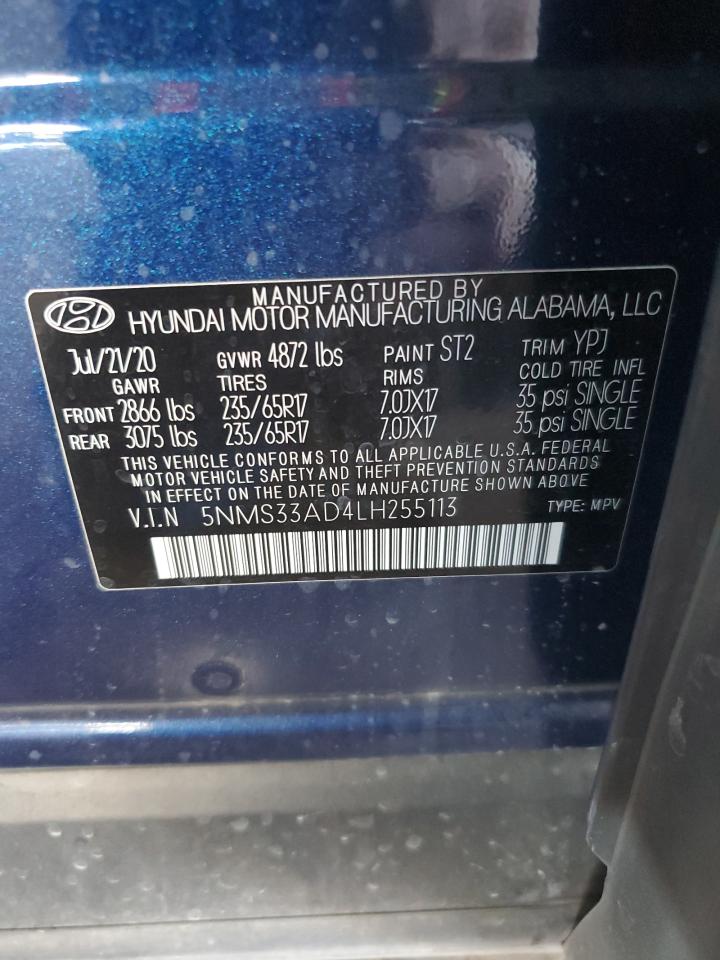 MANUFACTURED BY
HYUNDAI MOTOR MANUFACTURING ALABAMA, LLC
Jul/21/20 GVWR 4872 lbs PAINT ST2 TRIM YPJ
GAWR TIRES RIMS COLD TIRE INFL
FRONT 2866 lbs 235/65R17 7.0JX17 35 psi SINGLE
REAR 3075 lbs 235/65R17 7.0JX17 35 psi SINGLE
THIS VEHICLE CONFORMS TO ALL APPLICABLE U.S.A. FEDERAL
MOTOR VEHICLE SAFETY AND THEFT PREVENTION STANDARDS
IN EFFECT ON THE DATE OF MANUFACTURE SHOWN ABOVE
V.I.N 5NMS33AD4LH255113 TYPE: MPV